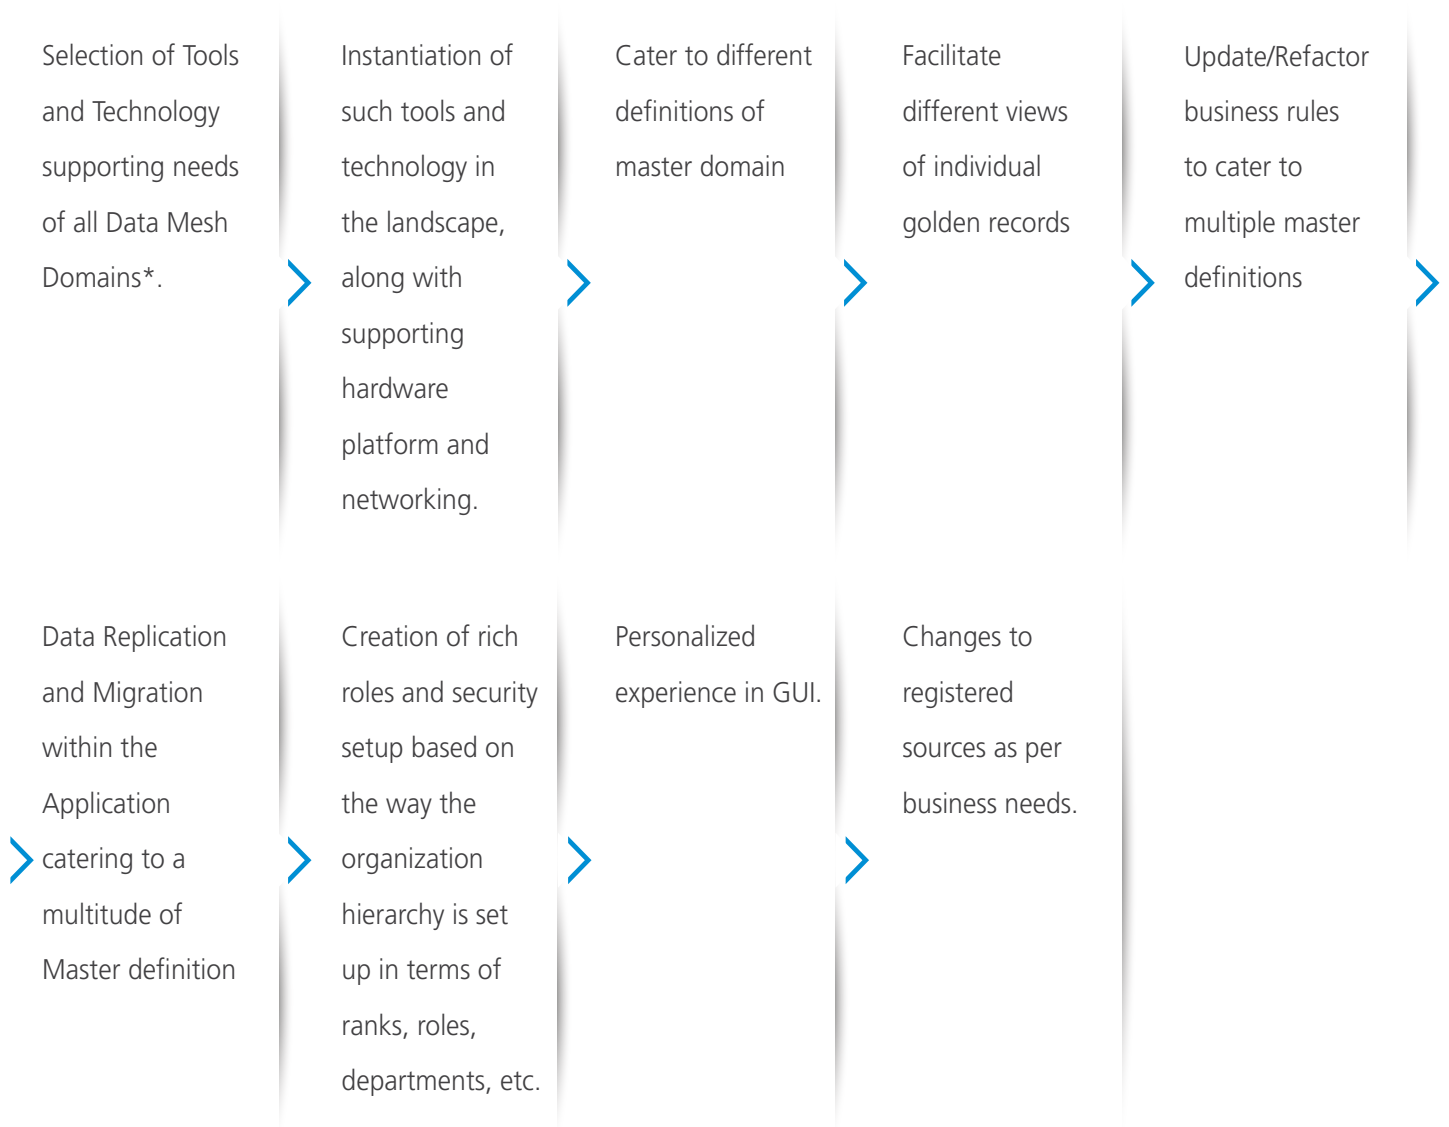 Selection of Tools
and Technology
supporting needs
of all Data Mesh
Domains*.
Instantiation of
such tools and
technology in
the landscape,
along with
supporting
hardware
platform and
networking.
Cater to different
definitions of
master domain
Facilitate
different views
of individual
golden records
Update/Refactor
business rules
to cater to
multiple master
definitions
Data Replication
and Migration
within the
Application
catering to a
multitude of
Master definition
Creation of rich
roles and security
setup based on
the way the
organization
hierarchy is set
up in terms of
ranks, roles,
departments, etc.
Personalized
experience in GUI.
Changes to
registered
sources as per
business needs.